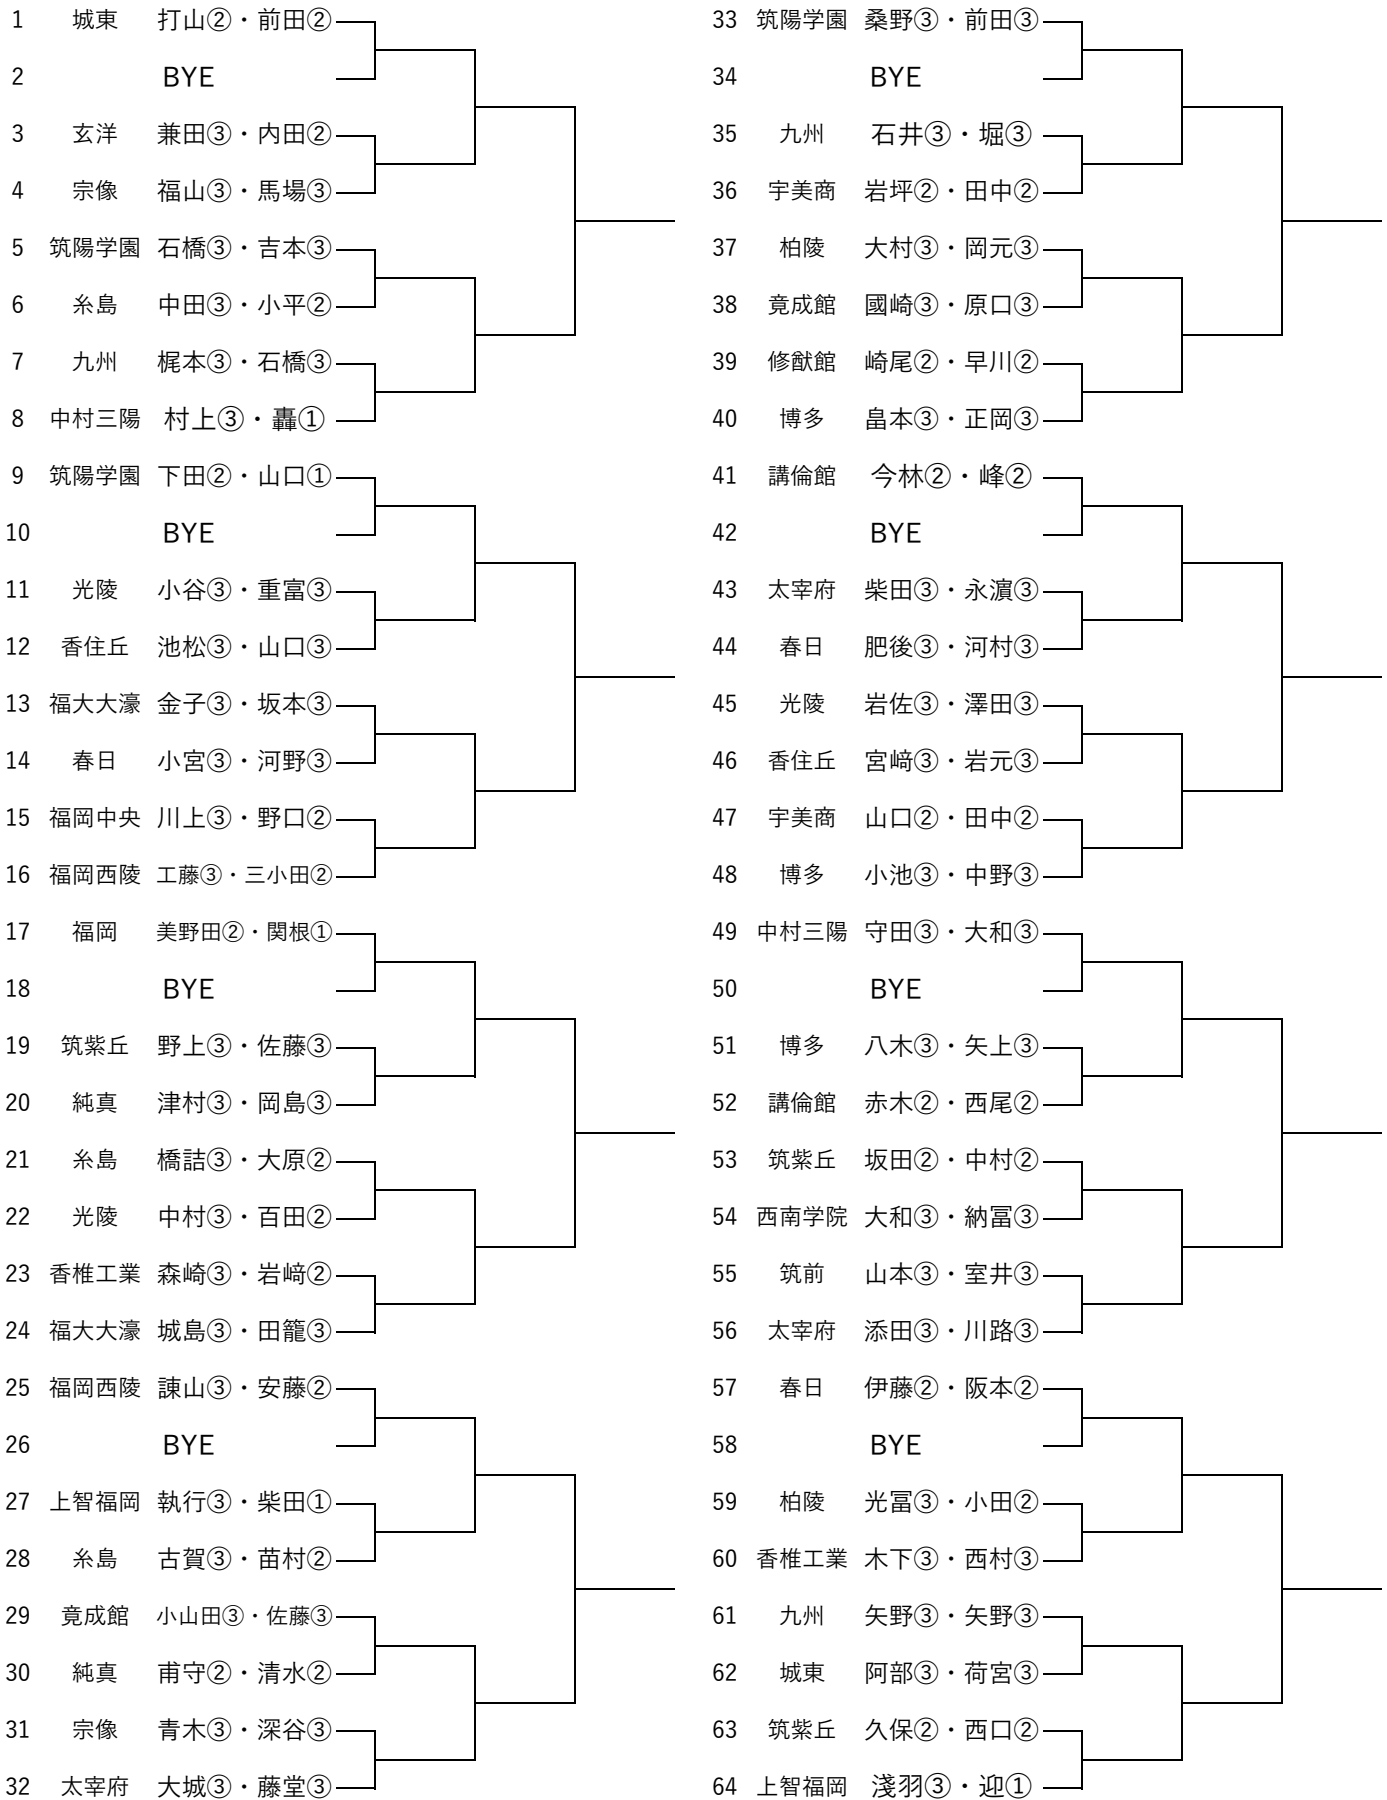 1 城東 打山②・前田②
2 BYE
3 玄洋 兼田③・内田②
4 宗像 福山③・馬場③
5 筑陽学園 石橋③・吉本③
6 糸島 中田③・小平②
7 九州 梶本③・石橋③
8 中村三陽 村上③・轟①
9 筑陽学園 下田②・山口①
10 BYE
11 光陵 小谷③・重富③
12 香住丘 池松③・山口③
13 福大大濠 金子③・坂本③
14 春日 小宮③・河野③
15 福岡中央 川上③・野口②
16 福岡西陵 工藤③・三小田②
17 福岡 美野田②・関根①
18 BYE
19 筑紫丘 野上③・佐藤③
20 純真 津村③・岡島③
21 糸島 橋詰③・大原②
22 光陵 中村③・百田②
23 香椎工業 森崎③・岩﨑②
24 福大大濠 城島③・田籠③
25 福岡西陵 諌山③・安藤②
26 BYE
27 上智福岡 執行③・柴田①
28 糸島 古賀③・苗村②
29 竟成館 小山田③・佐藤③
30 純真 甫守②・清水②
31 宗像 青木③・深谷③
32 太宰府 大城③・藤堂③
33 筑陽学園 桑野③・前田③
34 BYE
35 九州 石井③・堀③
36 宇美商 岩坪②・田中②
37 柏陵 大村③・岡元③
38 竟成館 國崎③・原口③
39 修猷館 崎尾②・早川②
40 博多 畠本③・正岡③
41 講倫館 今林②・峰②
42 BYE
43 太宰府 柴田③・永濵③
44 春日 肥後③・河村③
45 光陵 岩佐③・澤田③
46 香住丘 宮﨑③・岩元③
47 宇美商 山口②・田中②
48 博多 小池③・中野③
49 中村三陽 守田③・大和③
50 BYE
51 博多 八木③・矢上③
52 講倫館 赤木②・西尾②
53 筑紫丘 坂田②・中村②
54 西南学院 大和③・納冨③
55 筑前 山本③・室井③
56 太宰府 添田③・川路③
57 春日 伊藤②・阪本②
58 BYE
59 柏陵 光冨③・小田②
60 香椎工業 木下③・西村③
61 九州 矢野③・矢野③
62 城東 阿部③・荷宮③
63 筑紫丘 久保②・西口②
64 上智福岡 淺羽③・迎①